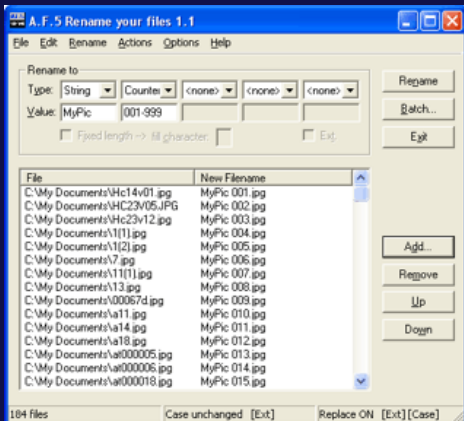 A.F.5 Rename your files 1.1
File Edit Rename Actions Options Help
Rename to
Type: String Counter <none> <none> <none>
Value: MyPic 001-999
Fixed length -> fill character: Ext.
Rename
Batch...
Exit
File New Filename
C:\My Documents\Hc14v01.jpg MyPic 001.jpg
C:\My Documents\HC23V05.JPG MyPic 002.jpg
C:\My Documents\Hc23v12.jpg MyPic 003.jpg
C:\My Documents\1(1).jpg MyPic 004.jpg
C:\My Documents\1(2).jpg MyPic 005.jpg
C:\My Documents\7.jpg MyPic 006.jpg
C:\My Documents\11(1).jpg MyPic 007.jpg
C:\My Documents\13.jpg MyPic 008.jpg
C:\My Documents\00067d.jpg MyPic 009.jpg
C:\My Documents\a11.jpg MyPic 010.jpg
C:\My Documents\a14.jpg MyPic 011.jpg
C:\My Documents\a18.jpg MyPic 012.jpg
C:\My Documents\at000005.jpg MyPic 013.jpg
C:\My Documents\at000006.jpg MyPic 014.jpg
C:\My Documents\at000018.jpg MyPic 015.jpg
Add...
Remove
Up
Down
184 files Case unchanged [Ext] Replace ON [Ext] [Case]